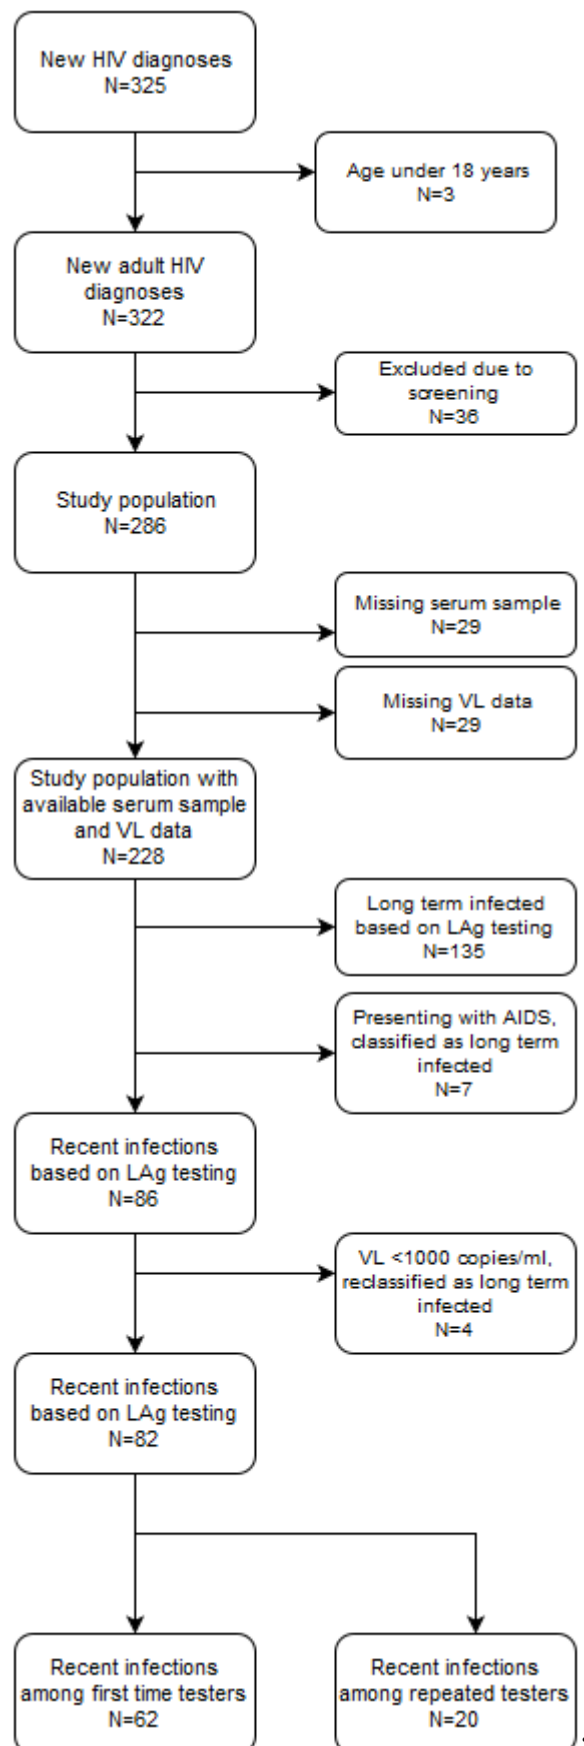 New HIV diagnoses
N=325
Age under 18 years
N=3
New adult HIV
diagnoses
N=322
Excluded due to
screening
N=36
Study population
N=286
Missing serum sample
N=29
Missing VL data
N=29
Study population with
available serum sample
and VL data
N=228
Long term infected
based on LAg testing
N=135
Presenting with AIDS,
classified as long term
infected
N=7
Recent infections
based on LAg testing
N=86
VL <1000 copies/ml,
reclassified as long term
infected
N=4
Recent infections
based on LAg testing
N=82
Recent infections
among first time testers
N=62
Recent infections
among repeated testers
N=20